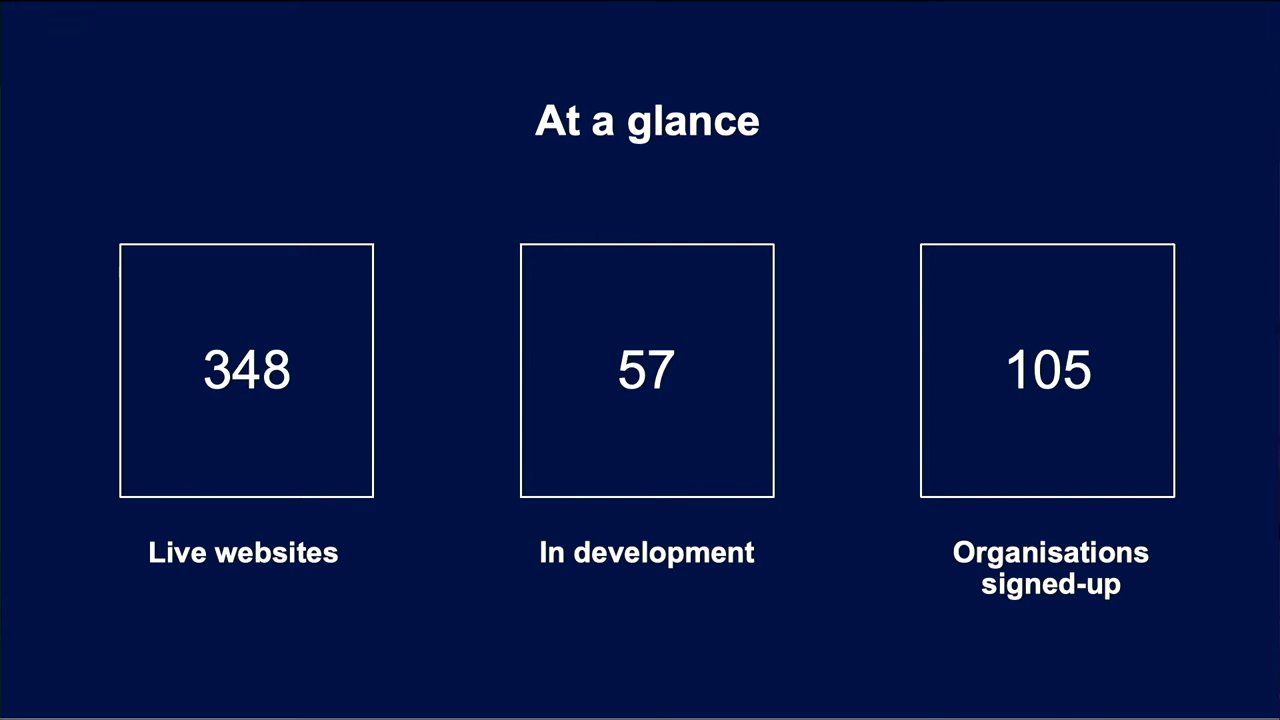 At a glance
348
57
105
Live websites
In development
Organisations
signed-up